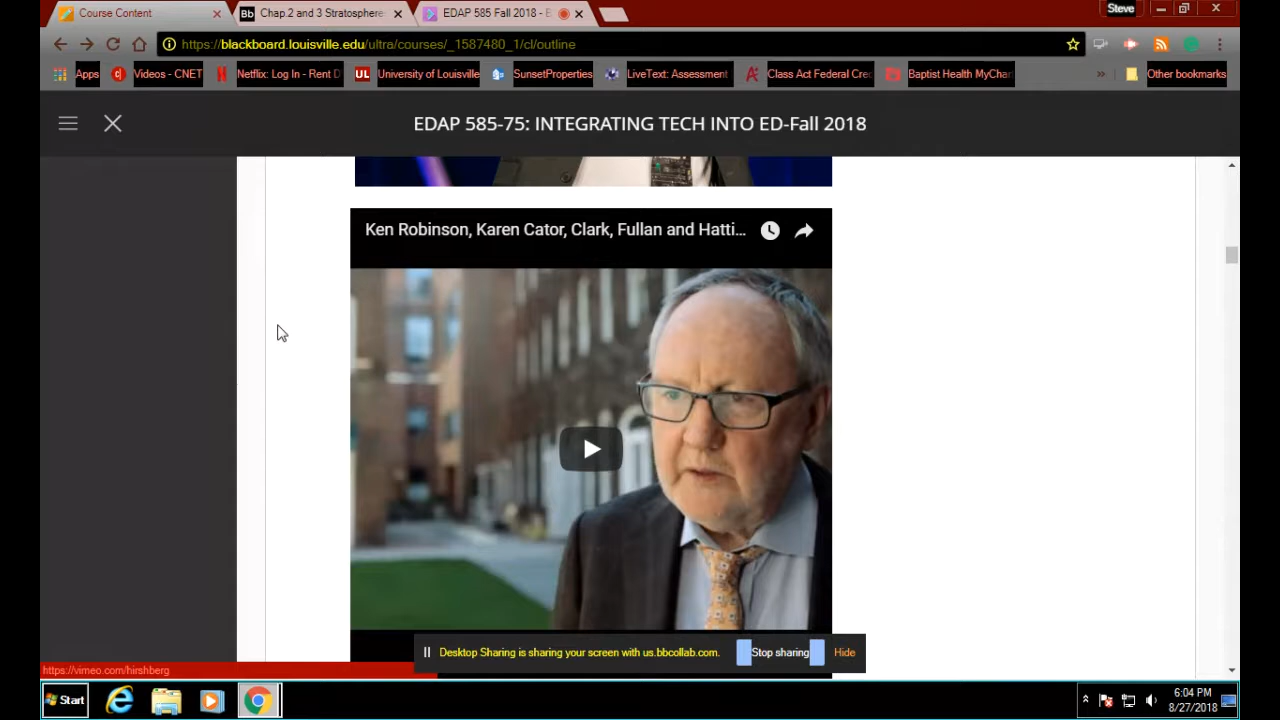 Course Content
Chap.2 and 3 Stratosphere
EDAP 585 Fall 2018 - B
Steve
https://blackboard.louisville.edu/ultra/courses/_1587480_1/cl/outline
Apps
Videos - CNET
Netflix: Log In - Rent D
UL
University of Louisville
SunsetProperties
LiveText: Assessment
Class Act Federal Cred
Baptist Health MyChar
»
Other bookmarks
EDAP 585-75: INTEGRATING TECH INTO ED-Fall 2018
Ken Robinson, Karen Cator, Clark, Fullan and Hatti...
Desktop Sharing is sharing your screen with us.bbcollab.com.
Stop sharing
Hide
https://vimeo.com/hirshberg
Start
6:04 PM
8/27/2018